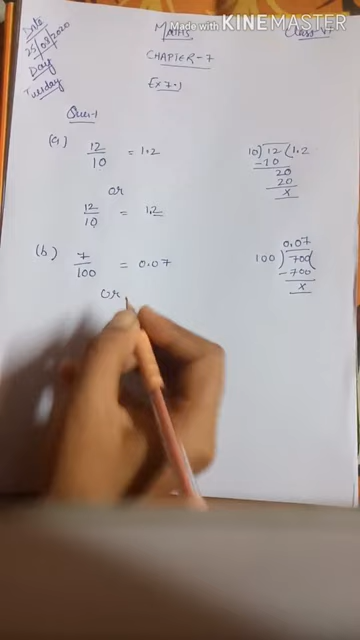 Made with KINEMASTER
Date
25/08/2020
Day
Tuesday
Maths
Class-VI
CHAPTER-7
Ex 7.1
Ques-1
(a) 12/10 = 1.2
10) 12 (1.2
-10
20
20
x
or
12/10 = 1.2
(b) 7/100 = 0.07
0.07
100 ) 700 (
-700
x
or